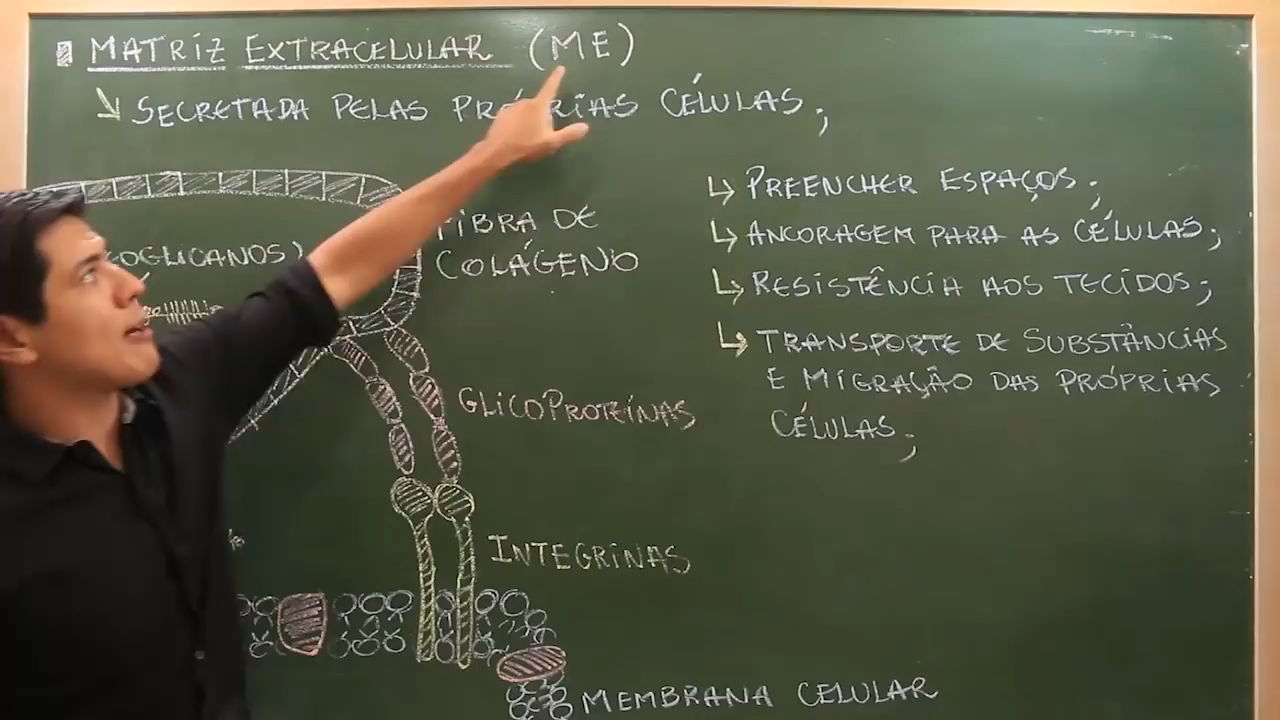 MATRIZ EXTRACELULAR (ME)
SECRETADA PELAS PRÓPRIAS CÉLULAS;
PREENCHER ESPAÇOS;
ANCORAGEM PARA AS CÉLULAS;
RESISTÊNCIA AOS TECIDOS;
TRANSPORTE DE SUBSTÂNCIAS
E MIGRAÇÃO DAS PRÓPRIAS
CÉLULAS;
FIBRA DE
COLÁGENO
GLICOPROTEÍNAS
INTEGRINAS
MEMBRANA CELULAR